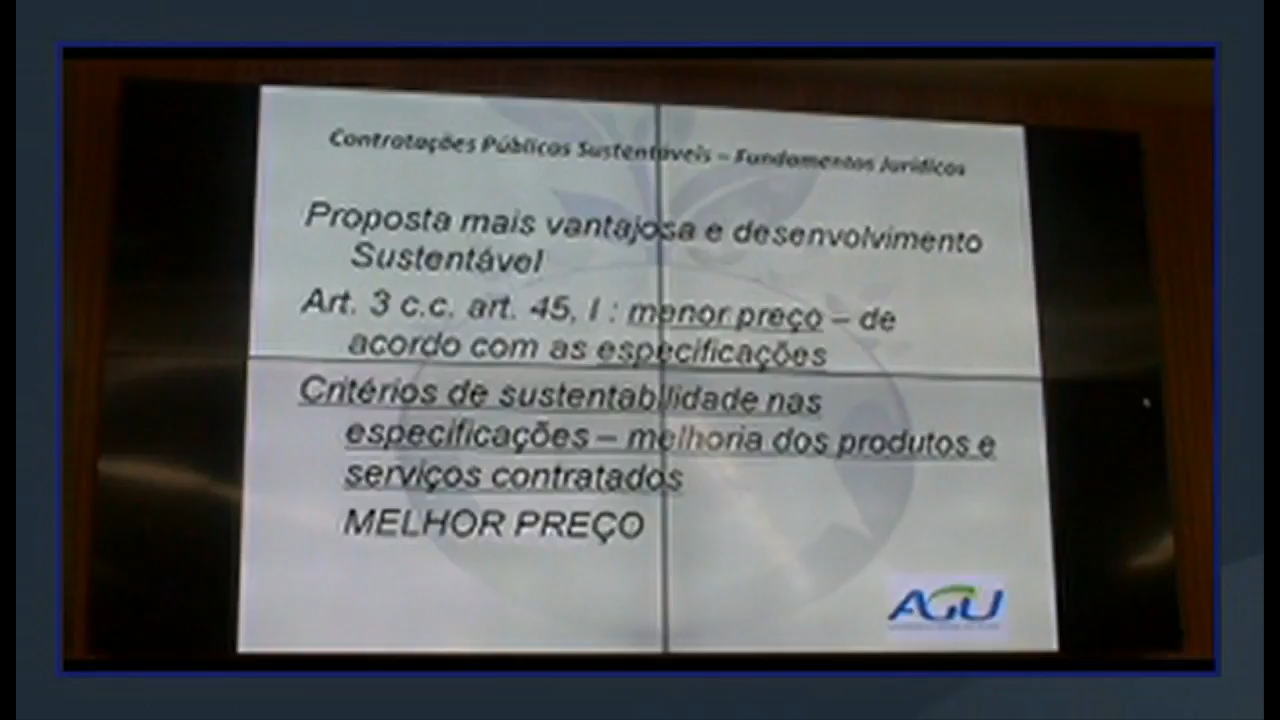 Contratações Públicas Sustentáveis – Fundamentos Jurídicos
Proposta mais vantajosa e desenvolvimento
Sustentável
Art. 3 c.c. art. 45, I : menor preço – de
acordo com as especificações
Critérios de sustentabilidade nas
especificações – melhoria dos produtos e
serviços contratados
MELHOR PREÇO
AGU